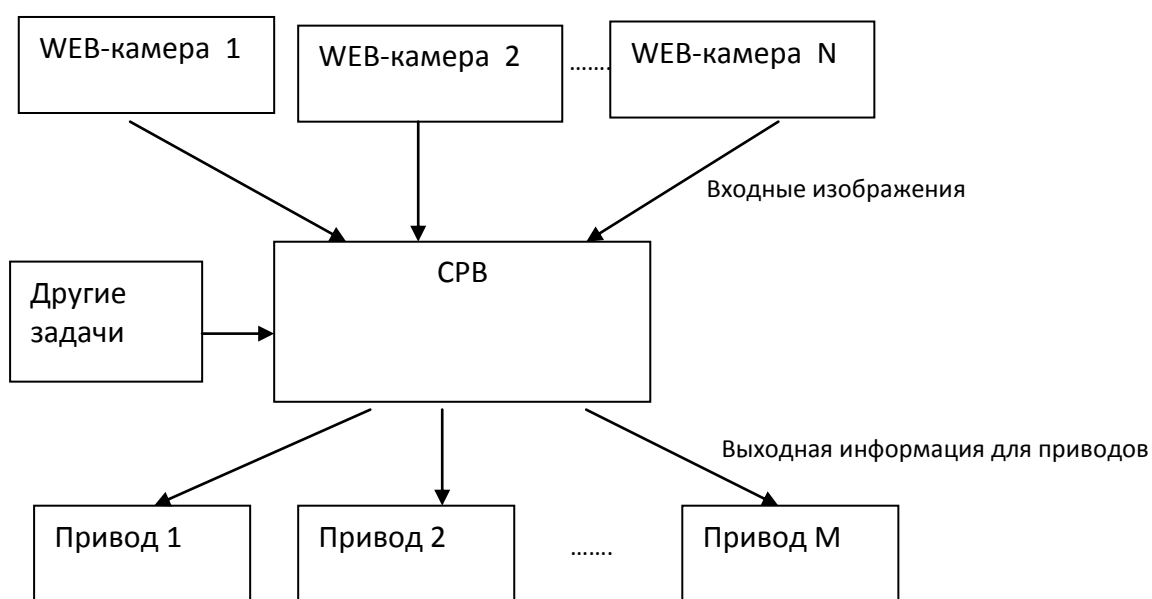 WEB-камера 1
WEB-камера 2
.......
WEB-камера N
Входные изображения
СРВ
Другие
задачи
Выходная информация для приводов
Привод 1
Привод 2
.......
Привод М